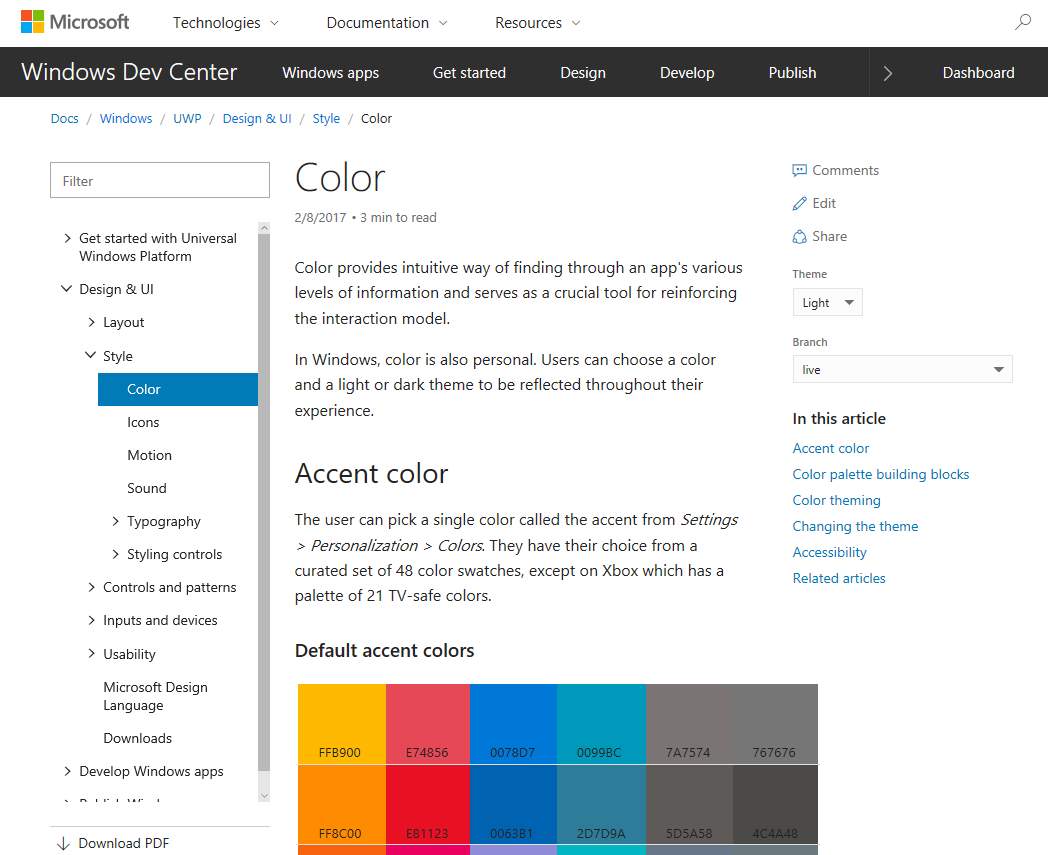 Microsoft Technologies Documentation Resources
Windows Dev Center Windows apps Get started Design Develop Publish Dashboard
Docs / Windows / UWP / Design & UI / Style / Color
Filter
Get started with Universal
Windows Platform
Design & UI
Layout
Style
Color
Icons
Motion
Sound
Typography
Styling controls
Controls and patterns
Inputs and devices
Usability
Microsoft Design
Language
Downloads
Develop Windows apps
Download PDF
Color
2/8/2017 • 3 min to read
Color provides intuitive way of finding through an app's various
levels of information and serves as a crucial tool for reinforcing
the interaction model.
In Windows, color is also personal. Users can choose a color
and a light or dark theme to be reflected throughout their
experience.
Accent color
The user can pick a single color called the accent from Settings
> Personalization > Colors. They have their choice from a
curated set of 48 color swatches, except on Xbox which has a
palette of 21 TV-safe colors.
Default accent colors
FFB900 E74856 0078D7 0099BC 7A7574 767676
FF8C00 E81123 0063B1 2D7D9A 5D5A58 4C4A48
Comments
Edit
Share
Theme
Light
Branch
live
In this article
Accent color
Color palette building blocks
Color theming
Changing the theme
Accessibility
Related articles